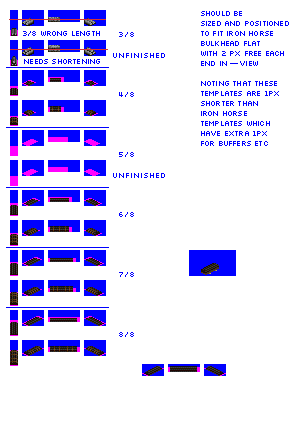 3/8 WRONG LENGTH
3/8
UNFINISHED
NEEDS SHORTENING
4/8
5/8
UNFINISHED
6/8
7/8
8/8
SHOULD BE
SIZED AND POSITIONED
TO FIT IRON HORSE
BULKHEAD FLAT
WITH 2 PX FREE EACH
END IN -- VIEW
NOTING THAT THESE
TEMPLATES ARE 1PX
SHORTER THAN
IRON HORSE
TEMPLATES WHICH
HAVE EXTRA 1PX
FOR BUFFERS ETC